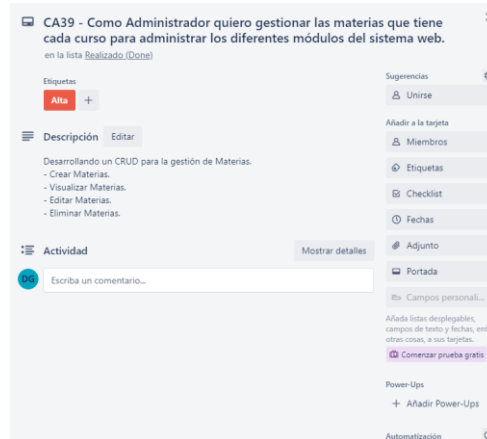 CA39 - Como Administrador quiero gestionar las materias que tiene
cada curso para administrar los diferentes módulos del sistema web.
en la lista Realizado (Done)
Etiquetas
Alta +
Descripción Editar
Desarrollando un CRUD para la gestión de Materias.
- Crear Materias.
- Visualizar Materias.
- Editar Materias.
- Eliminar Materias.
Actividad Mostrar detalles
DG Escriba un comentario...
Sugerencias
Unirse
Añadir a la tarjeta
Miembros
Etiquetas
Checklist
Fechas
Adjunto
Portada
Campos personali...
Añada listas desplegables,
campos de texto y fechas, ent
otras cosas, a sus tarjetas.
Comenzar prueba gratis
Power-Ups
+ Añadir Power-Ups
Automatización